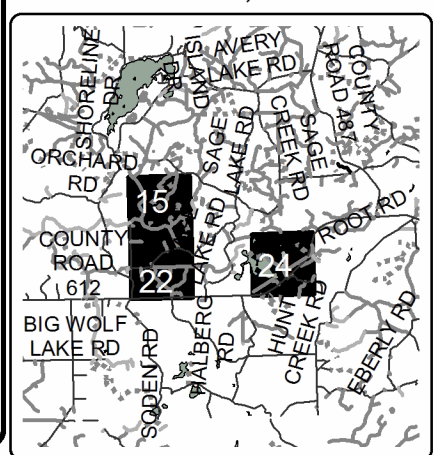 SHORELINE
DR
DR
ISLAND
AVERY
LAKE RD
COUNTY
ROAD 487
SAGE
LAKE RD
SAGE
CREEK RD
ORCHARD
RD
15
ROOT RD
COUNTY
ROAD
612
22
24
HALBERG LAKE RD
RD
BIG WOLF
LAKE RD
SODEN RD
HUNT
CREEK RD
EBERLY RD